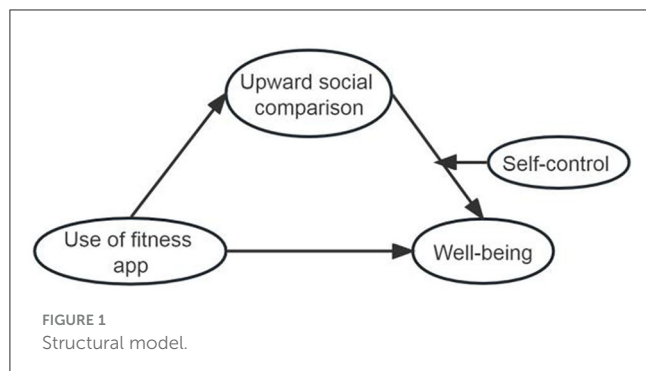 Upward social
comparison
Self-control
Use of fitness
app
Well-being
FIGURE 1
Structural model.